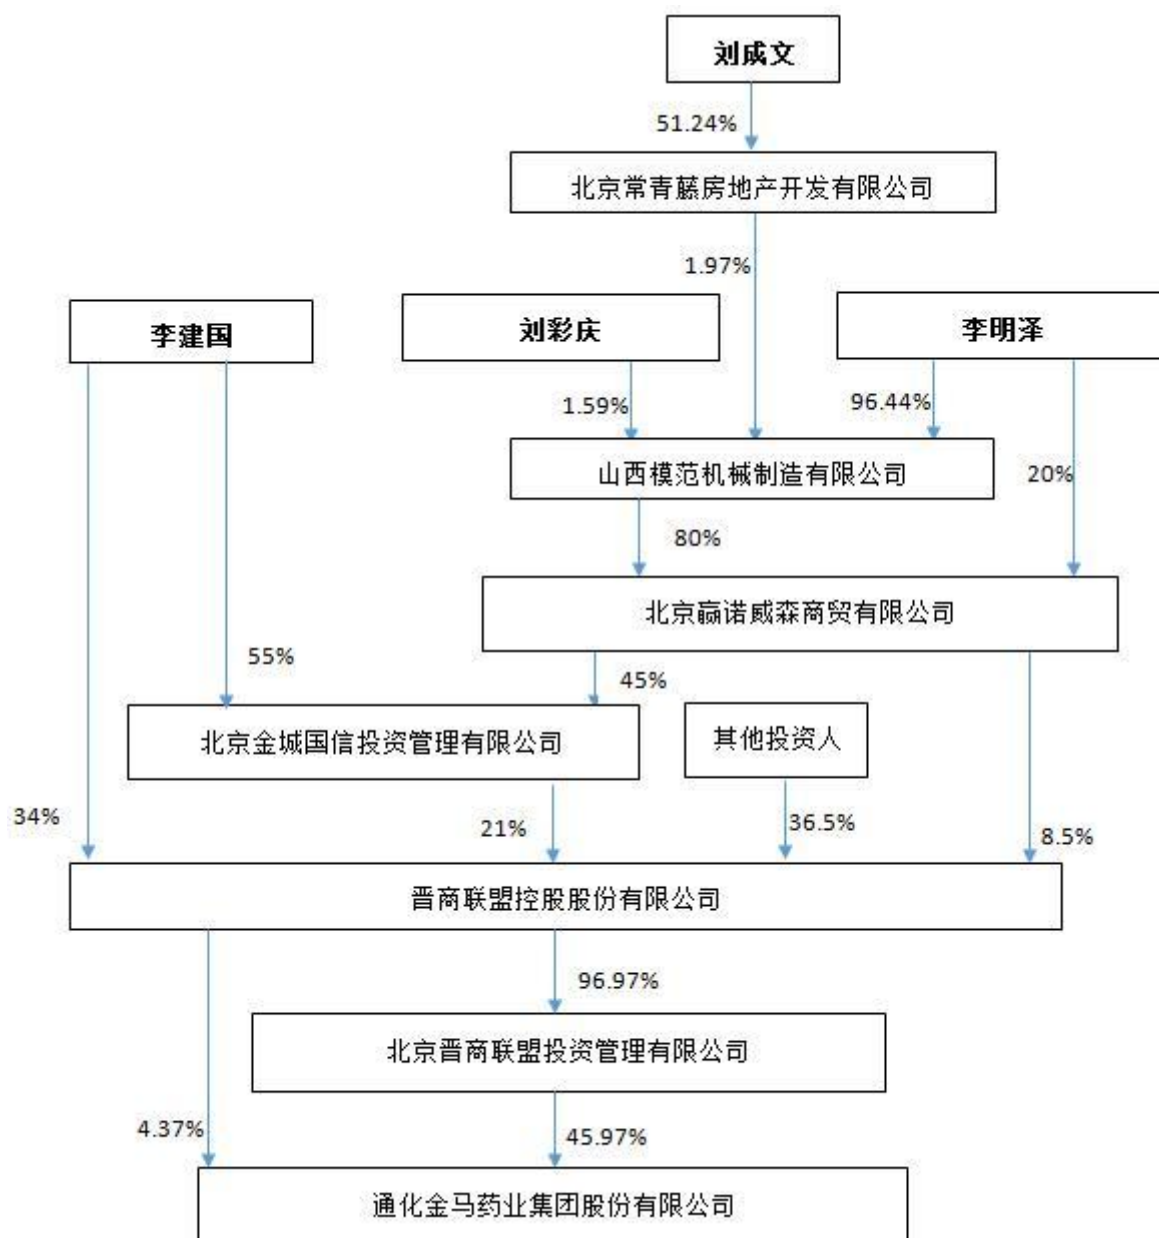 刘成文
51.24%
北京常青藤房地产开发有限公司
1.97%
李建国
刘彩庆
李明泽
1.59%
96.44%
山西模范机械制造有限公司
20%
80%
北京赢诺威森商贸有限公司
55%
45%
北京金城国信投资管理有限公司
其他投资人
34%
21%
36.5%
8.5%
晋商联盟控股股份有限公司
96.97%
北京晋商联盟投资管理有限公司
4.37%
45.97%
通化金马药业集团股份有限公司